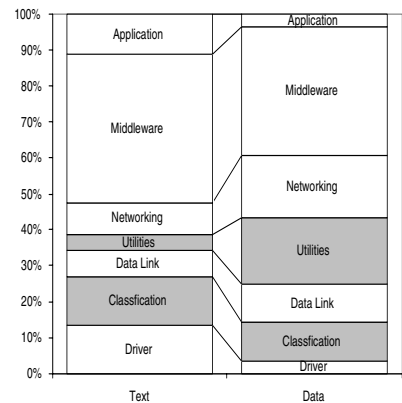 100%
90%
80%
70%
60%
50%
40%
30%
20%
10%
0%
Application
Middleware
Networking
Utilities
Data Link
Classfication
Driver
Application
Middleware
Networking
Utilities
Data Link
Classfication
Driver
Text
Data